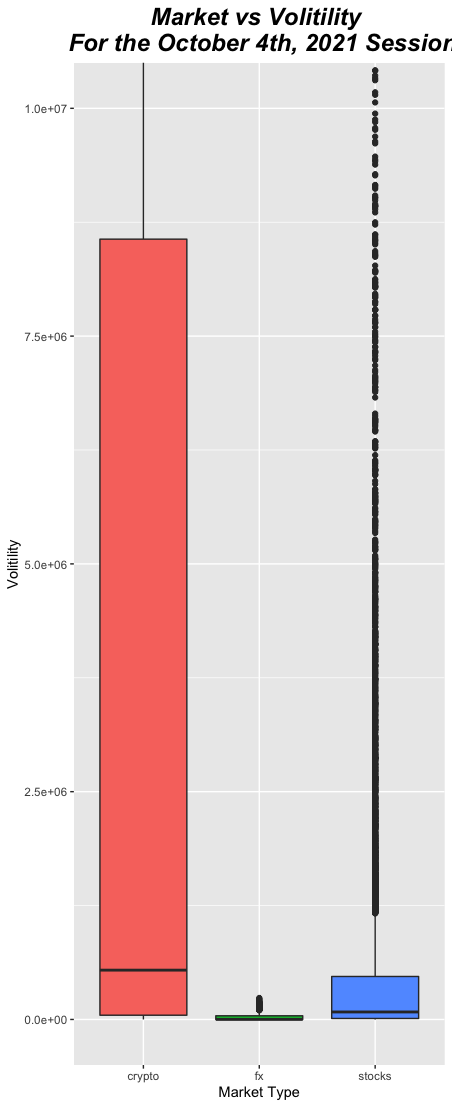 Market vs Volitility
For the October 4th, 2021 Session
1.0e+07
7.5e+06
5.0e+06
2.5e+06
0.0e+00
Volitility
crypto fx stocks
Market Type